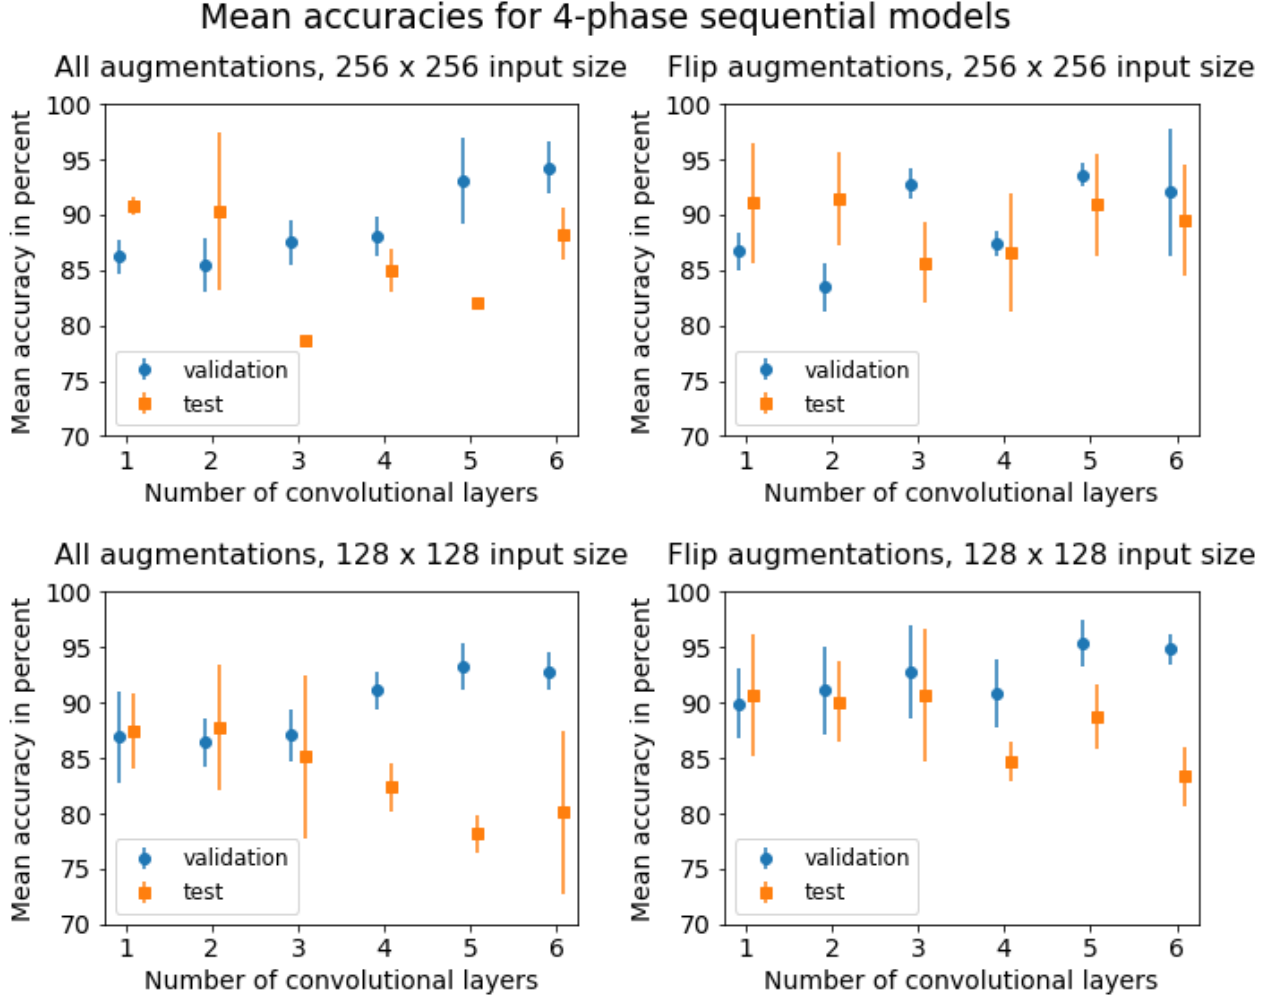 Mean accuracies for 4-phase sequential models
All augmentations, 256 x 256 input size
Mean accuracy in percent
100
95
90
85
80
75
70
validation
test
1 2 3 4 5 6
Number of convolutional layers
Flip augmentations, 256 x 256 input size
Mean accuracy in percent
100
95
90
85
80
75
70
validation
test
1 2 3 4 5 6
Number of convolutional layers
All augmentations, 128 x 128 input size
Mean accuracy in percent
100
95
90
85
80
75
70
validation
test
1 2 3 4 5 6
Number of convolutional layers
Flip augmentations, 128 x 128 input size
Mean accuracy in percent
100
95
90
85
80
75
70
validation
test
1 2 3 4 5 6
Number of convolutional layers